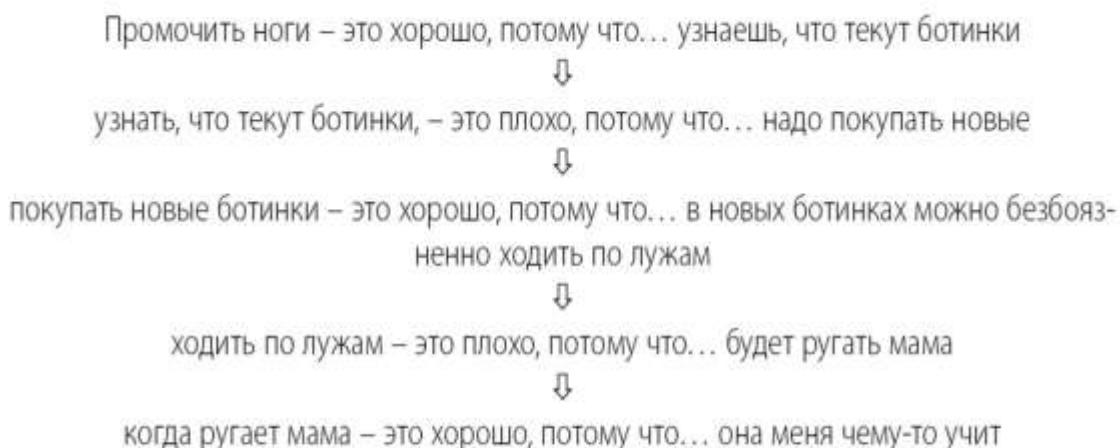 Промочить ноги – это хорошо, потому что… узнаешь, что текут ботинки
⇩
узнать, что текут ботинки, – это плохо, потому что… надо покупать новые
⇩
покупать новые ботинки – это хорошо, потому что… в новых ботинках можно безбояз-
ненно ходить по лужам
⇩
ходить по лужам – это плохо, потому что… будет ругать мама
⇩
когда ругает мама – это хорошо, потому что… она меня чему-то учит